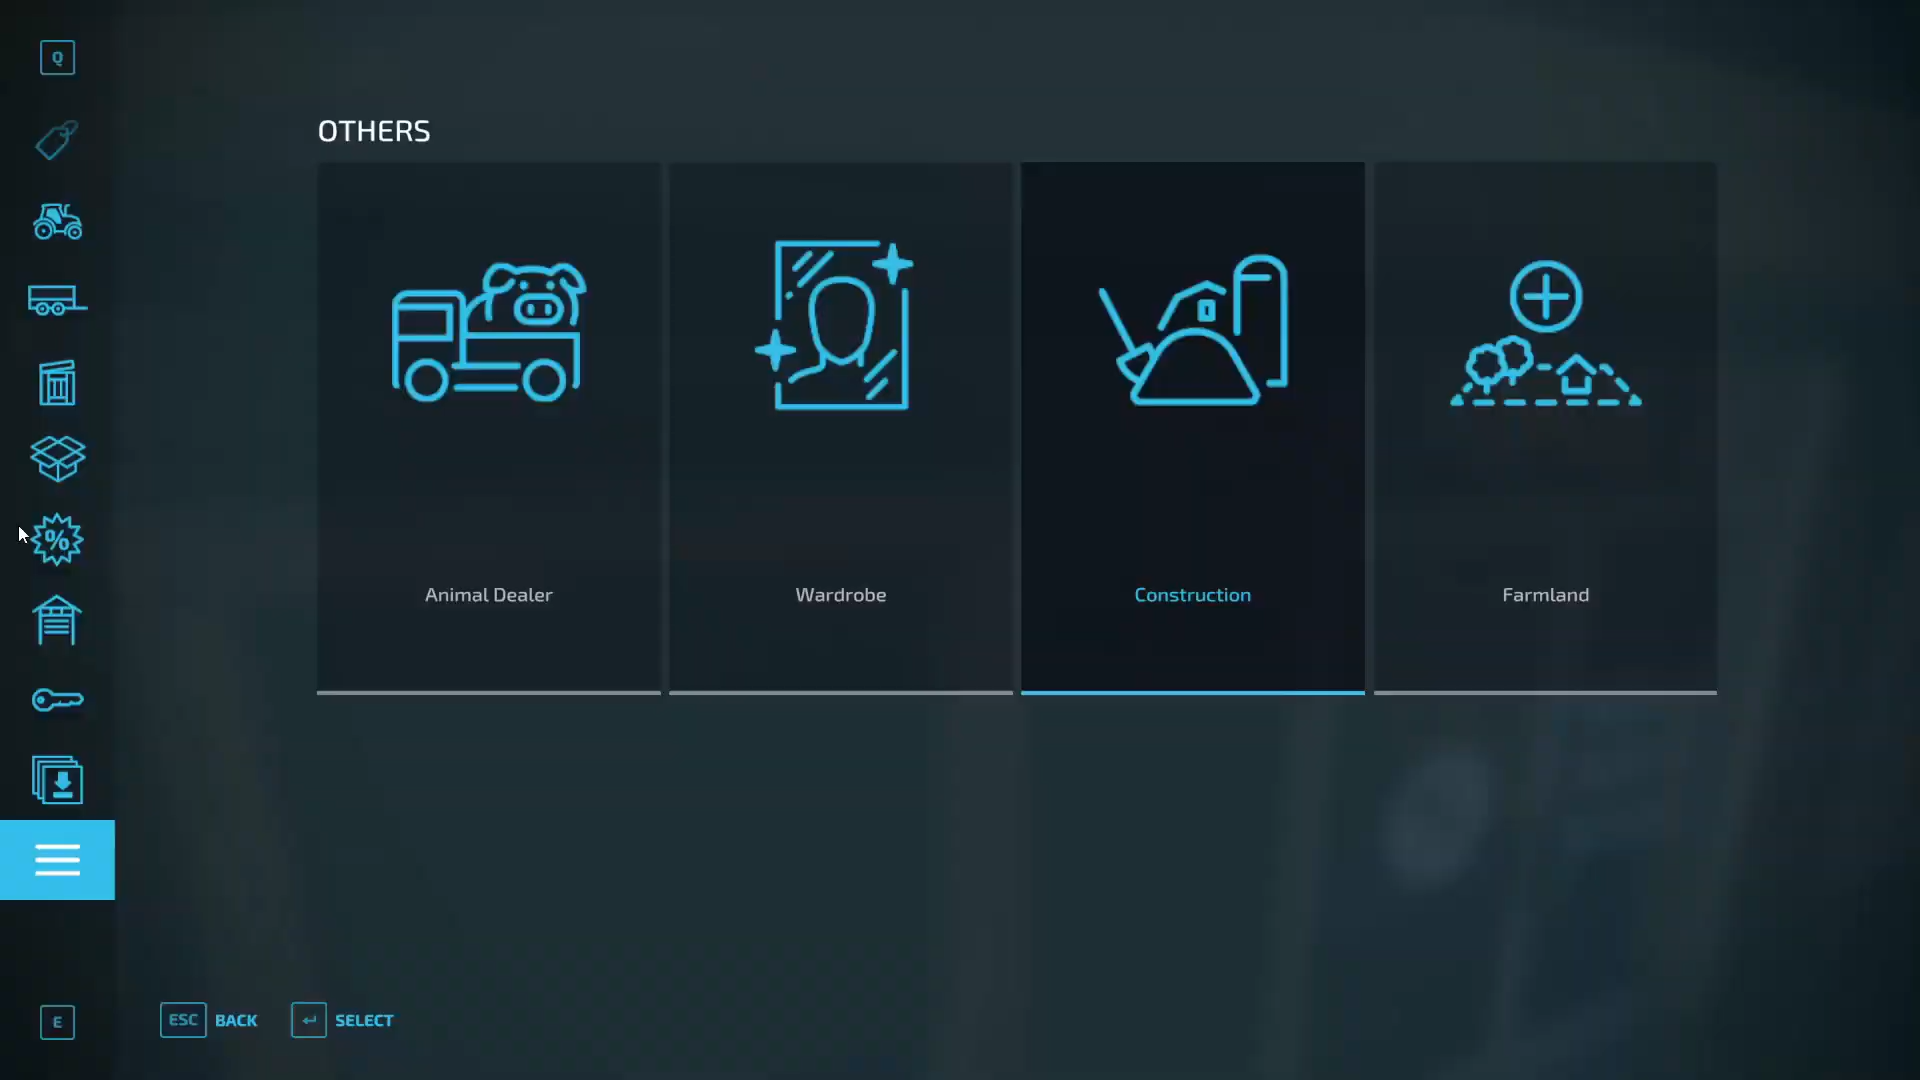 Q
OTHERS
%
Animal Dealer
Wardrobe
Construction
Farmland
E
ESC BACK
↵ SELECT